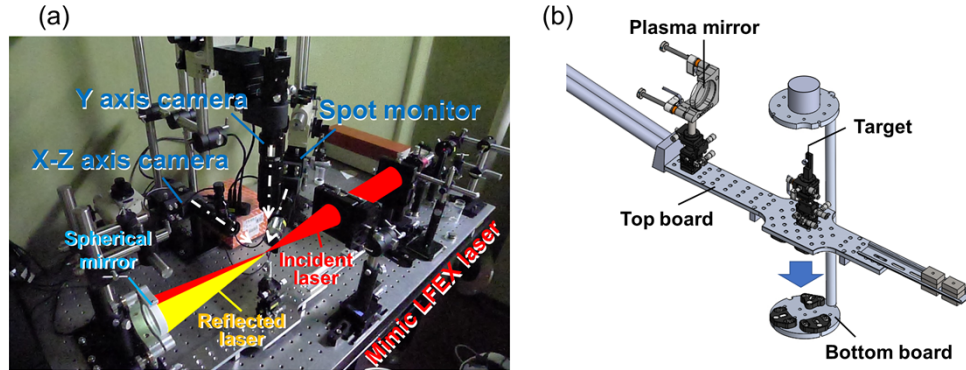 (a)
Y axis camera
Spot monitor
X-Z axis camera
Spherical
mirror
Incident
laser
Reflected
laser
Mimic LFEX laser
(b)
Plasma mirror
Target
Top board
Bottom board